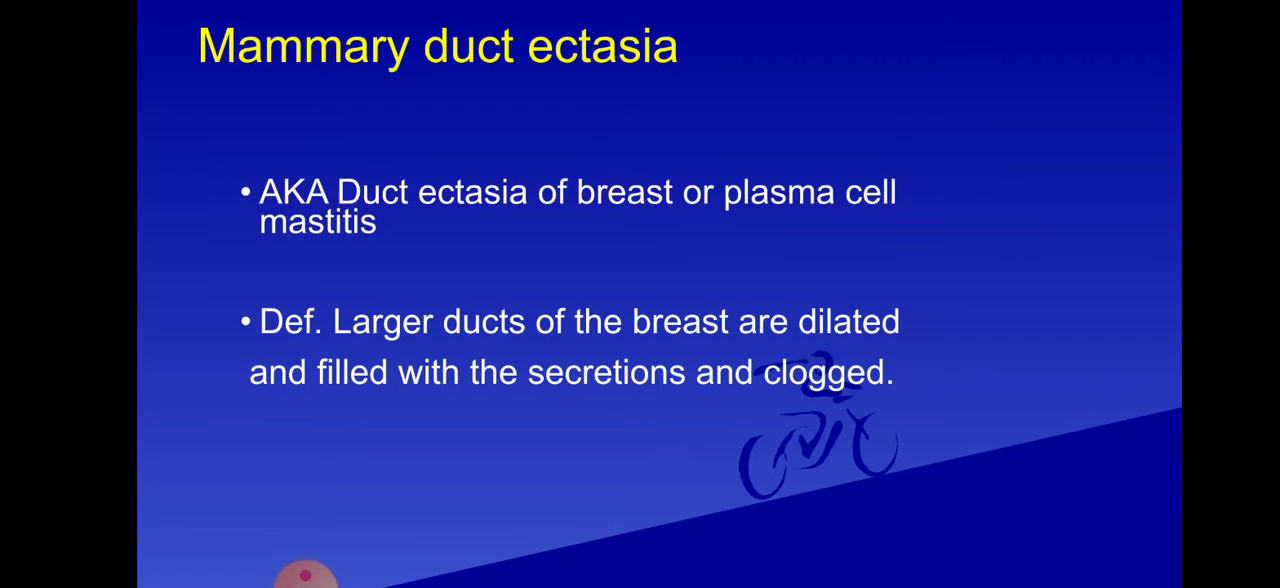 Mammary duct ectasia
• AKA Duct ectasia of breast or plasma cell
mastitis
• Def. Larger ducts of the breast are dilated
and filled with the secretions and clogged.